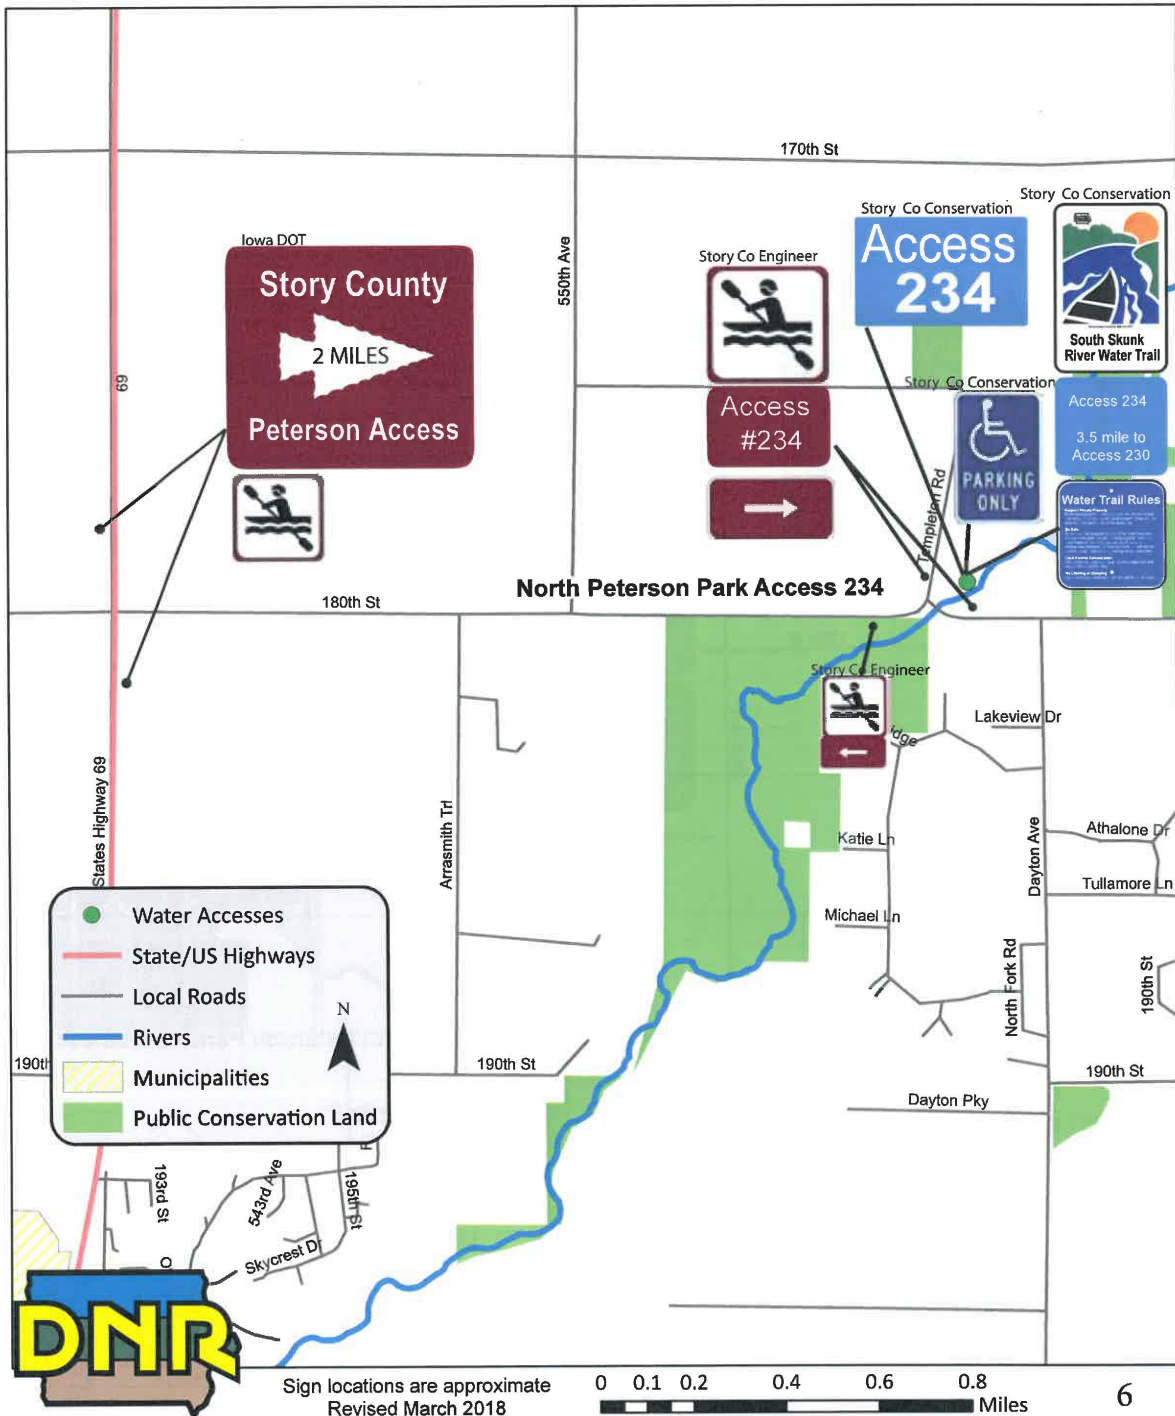 170th St
Story Co Conservation
Story Co Conservation
Iowa DOT
Story County
2 MILES
Peterson Access
550th Ave
69
Story Co Engineer
Access
#234
Access
234
South Skunk
River Water Trail
Story Co Conservation
PARKING
ONLY
Access 234
3.5 mile to
Access 230
Water Trail Rules
Templeton Rd
North Peterson Park Access 234
180th St
Story Co Engineer
idge
Lakeview Dr
States Highway 69
Arrasmith Trl
Katie Ln
Dayton Ave
Athalone Dr
Tullamore Ln
Michael Ln
North Fork Rd
190th St
Water Accesses
State/US Highways
Local Roads
Rivers
Municipalities
Public Conservation Land
N
190th
190th St
190th St
Dayton Pky
193rd St
543rd Ave
195th St
Skycrest Dr
O
DNR
Sign locations are approximate
Revised March 2018
0 0.1 0.2 0.4 0.6 0.8
Miles
6